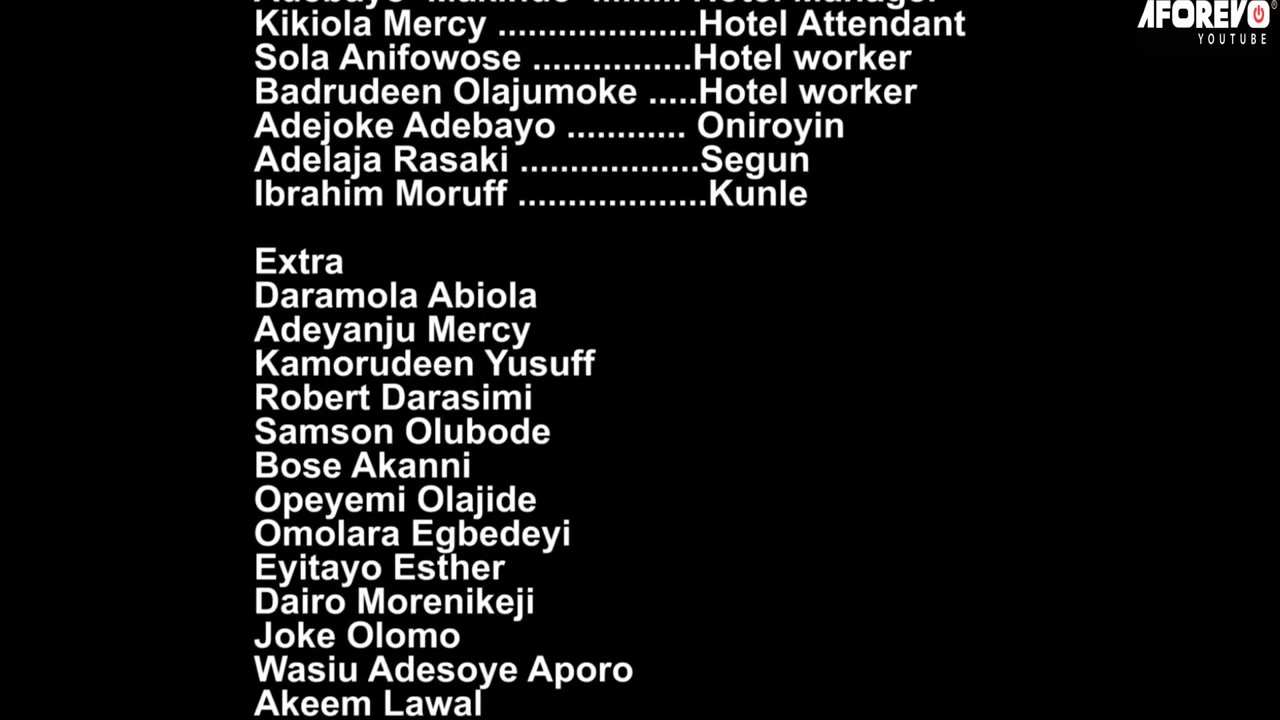 Hotel Manager
AFOREVO
YOUTUBE
Kikiola Mercy ....................Hotel Attendant
Sola Anifowose ................Hotel worker
Badrudeen Olajumoke .....Hotel worker
Adejoke Adebayo ............ Oniroyin
Adelaja Rasaki ..................Segun
Ibrahim Moruff ...................Kunle
Extra
Daramola Abiola
Adeyanju Mercy
Kamorudeen Yusuff
Robert Darasimi
Samson Olubode
Bose Akanni
Opeyemi Olajide
Omolara Egbedeyi
Eyitayo Esther
Dairo Morenikeji
Joke Olomo
Wasiu Adesoye Aporo
Akeem Lawal